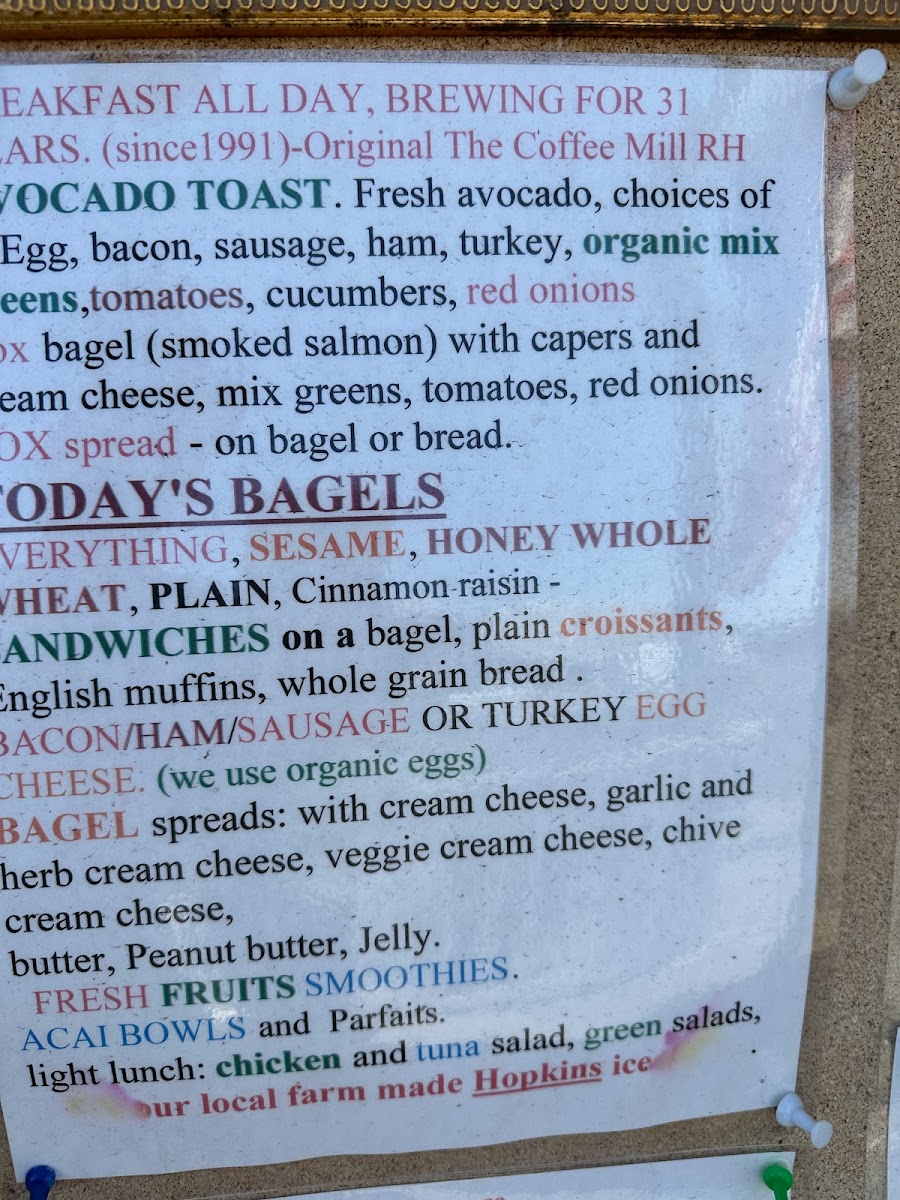 EAKFAST ALL DAY, BREWING FOR 31
EARS. (since1991)-Original The Coffee Mill RH
VOCADO TOAST. Fresh avocado, choices of
Egg, bacon, sausage, ham, turkey, organic mix
eens,tomatoes, cucumbers, red onions
ox bagel (smoked salmon) with capers and
eam cheese, mix greens, tomatoes, red onions.
OX spread - on bagel or bread.
TODAY'S BAGELS
VERYTHING, SESAME, HONEY WHOLE
WHEAT, PLAIN, Cinnamon-raisin -
SANDWICHES on a bagel, plain croissants,
English muffins, whole grain bread .
BACON/HAM/SAUSAGE OR TURKEY EGG
CHEESE. (we use organic eggs)
BAGEL spreads: with cream cheese, garlic and
herb cream cheese, veggie cream cheese, chive
cream cheese,
butter, Peanut butter, Jelly.
FRESH FRUITS SMOOTHIES.
ACAI BOWLS and Parfaits.
light lunch: chicken and tuna salad, green salads,
our local farm made Hopkins ice